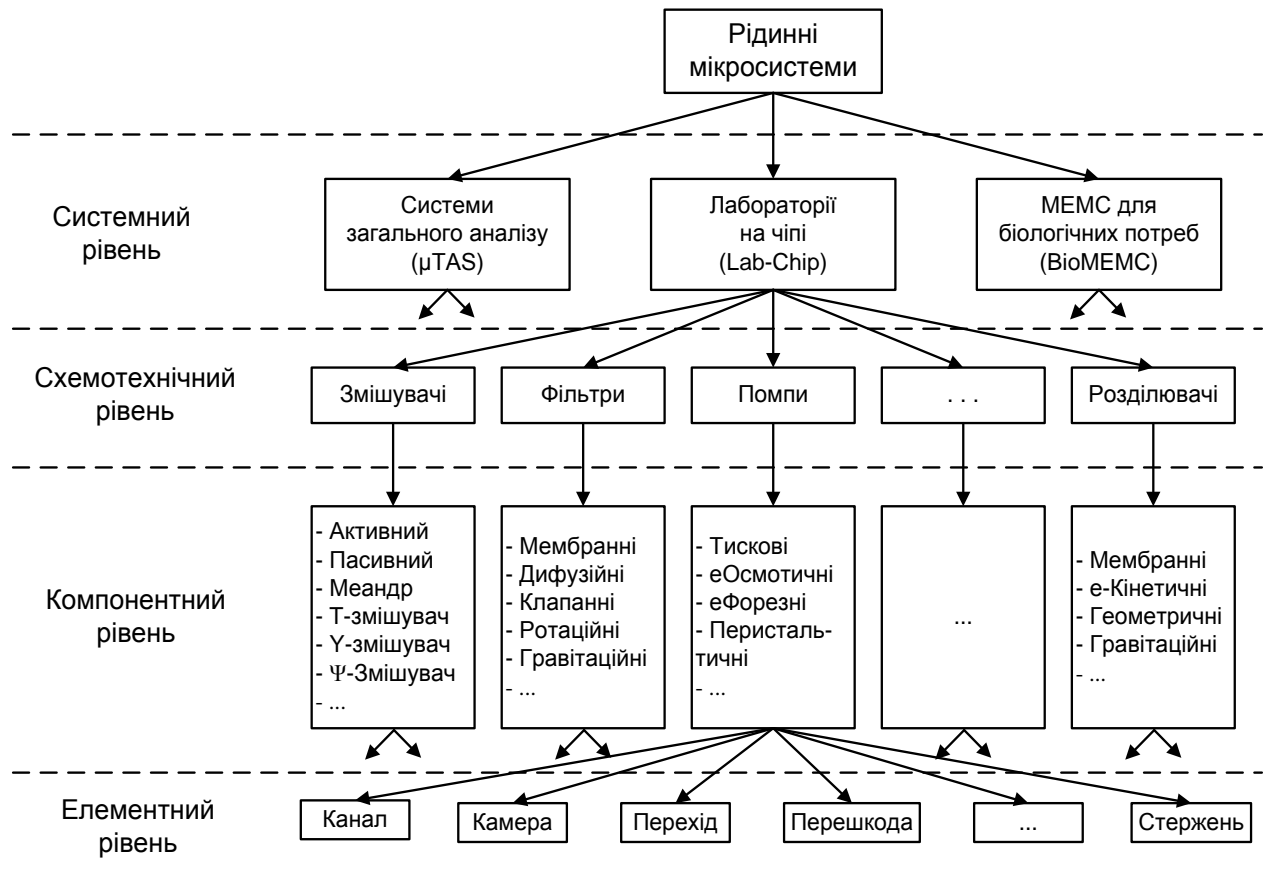 Рідинні
мікросистеми
Системний
рівень
Системи
загального аналізу
(µTAS)
Лабораторії
на чіпі
(Lab-Chip)
МЕМС для
біологічних потреб
(BioМЕМС)
Схемотехнічний
рівень
Змішувачі
Фільтри
Помпи
. . .
Розділювачі
Компонентний
рівень
- Активний
- Пасивний
- Меандр
- Т-змішувач
- Y-змішувач
- Ψ-Змішувач
- ...
- Мембранні
- Дифузійні
- Клапанні
- Ротаційні
- Гравітаційні
- ...
- Тискові
- еОсмотичні
- еФорезні
- Перисталь-
тичні
- ...
...
- Мембранні
- е-Кінетичні
- Геометричні
- Гравітаційні
- ...
Елементний
рівень
Канал
Камера
Перехід
Перешкода
...
Стержень